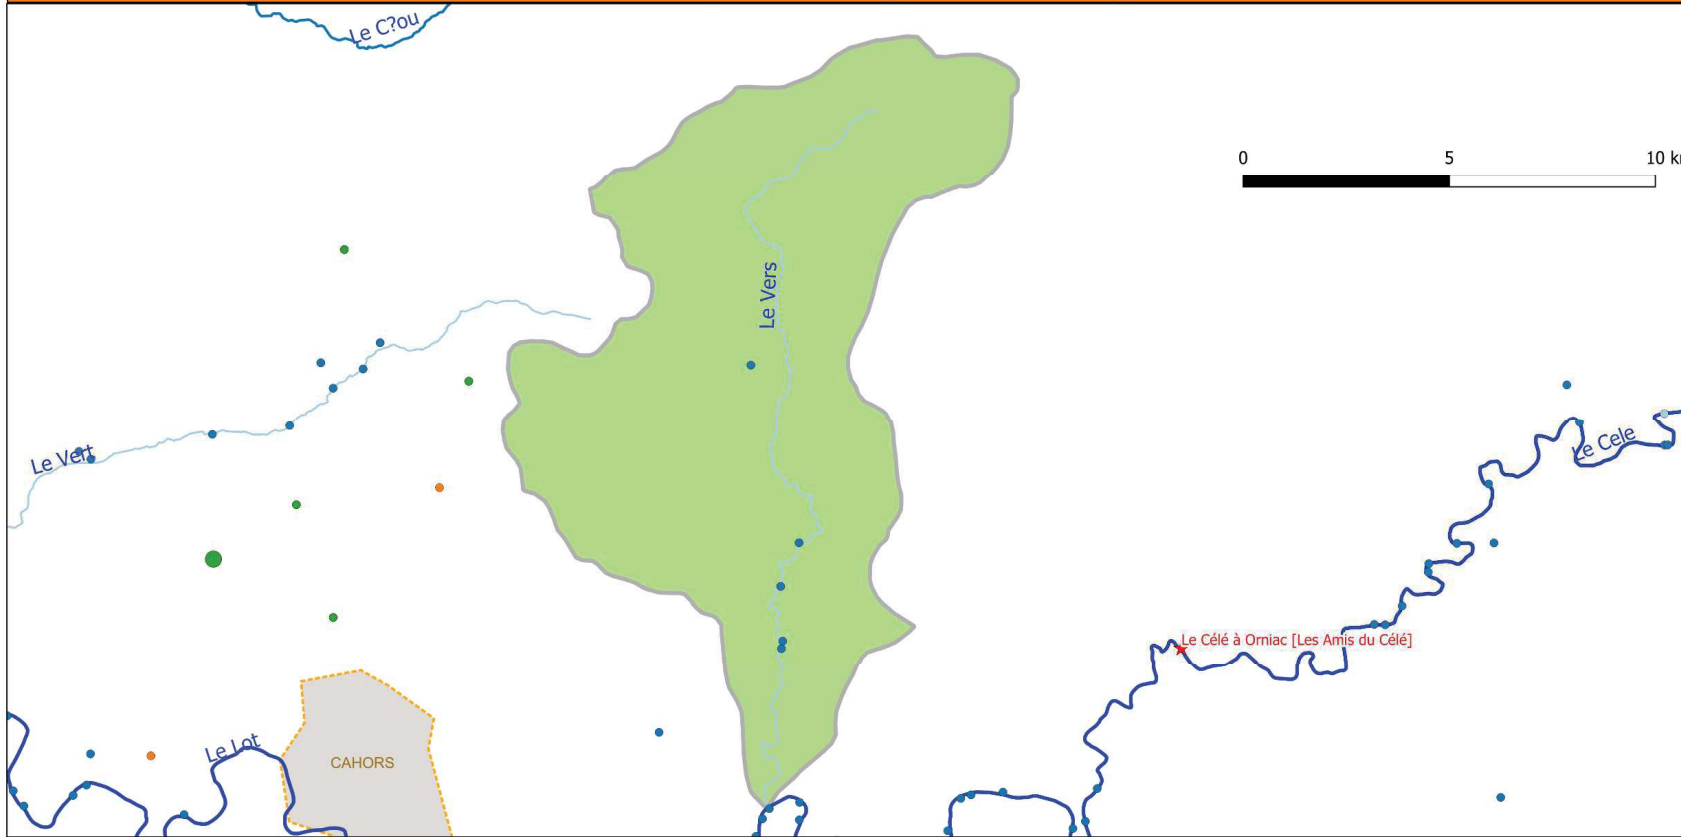 Le C?ou
0 5 10 k
Le Vers
Le Vert
Le Cele
Le Célé à Orniac [Les Amis du Célé]
Le Lot
CAHORS